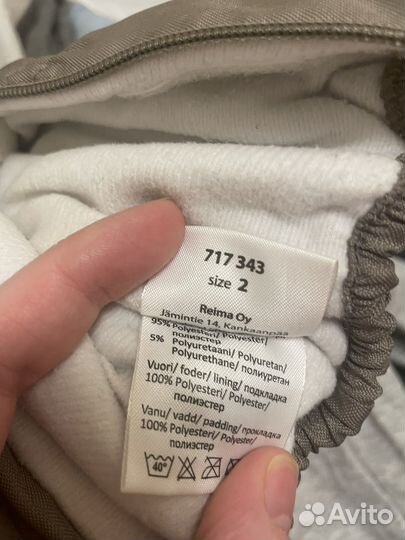 717 343
size 2
Reima Oy
Jämintie 14, Kankaanpää
95% Polyesteri/Polyester/
полиэстер
5% Polyuretaani/ Polyuretan/
Polyurethane/ полиуретан
Vuori/ foder/ lining/ подкладка
100% Polyesteri/ Polyester/
полиэстер
Vanu/ vadd/ padding/ прокладка
100% Polyesteri/ Polyester/
полиэстер
40°
Avito